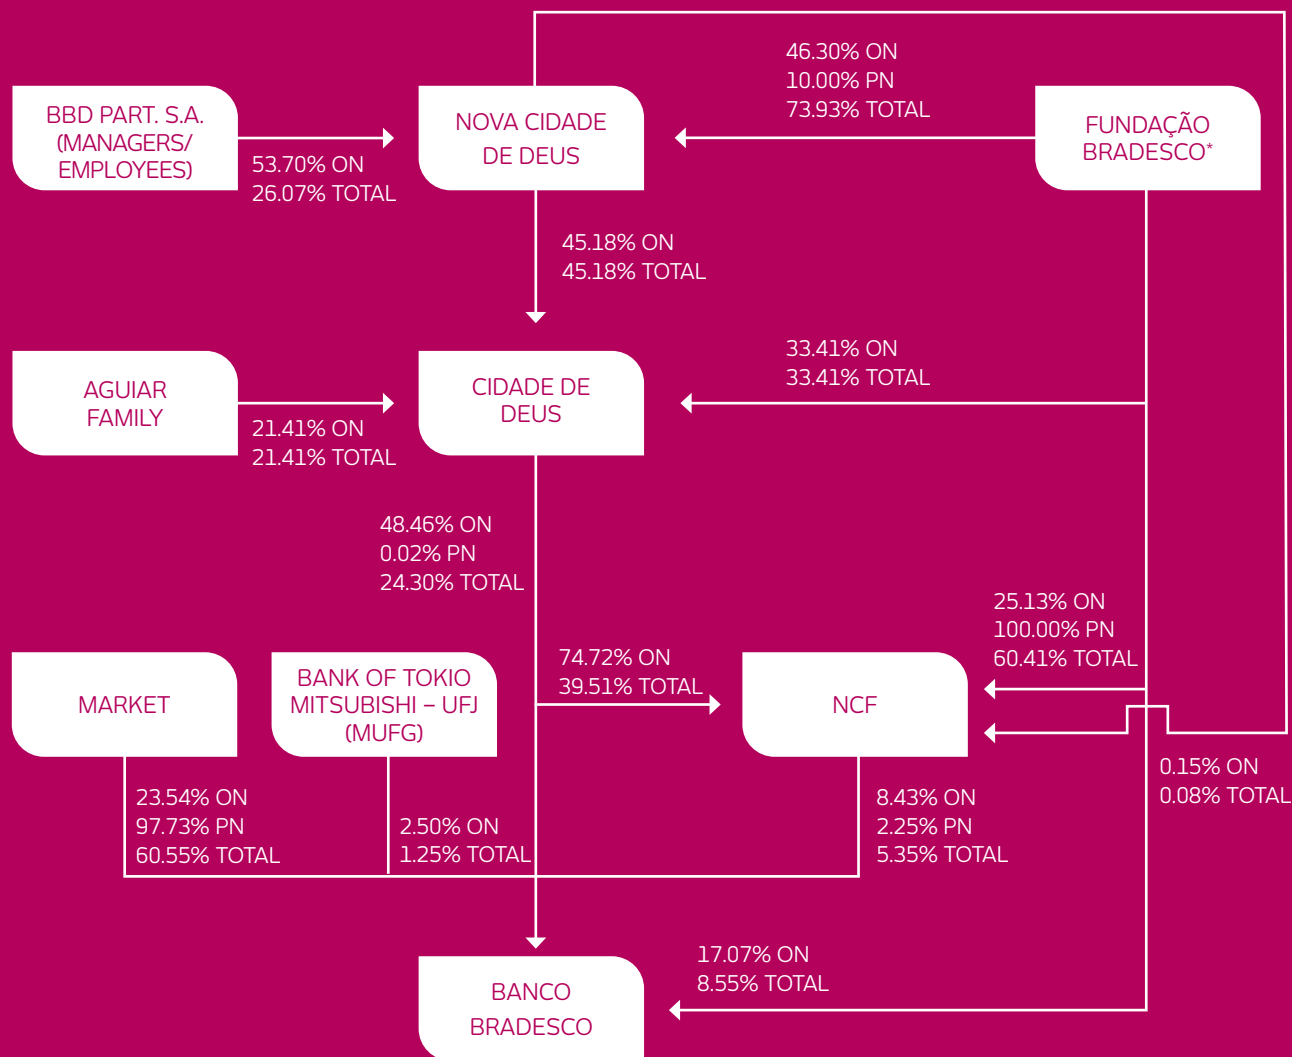 46.30% ON
10.00% PN
73.93% TOTAL
BBD PART. S.A.
(MANAGERS/
EMPLOYEES)
53.70% ON
26.07% TOTAL
NOVA CIDADE
DE DEUS
FUNDAÇÃO
BRADESCO*
45.18% ON
45.18% TOTAL
AGUIAR
FAMILY
21.41% ON
21.41% TOTAL
CIDADE DE
DEUS
33.41% ON
33.41% TOTAL
48.46% ON
0.02% PN
24.30% TOTAL
25.13% ON
100.00% PN
60.41% TOTAL
MARKET
BANK OF TOKIO
MITSUBISHI – UFJ
(MUFG)
74.72% ON
39.51% TOTAL
NCF
0.15% ON
0.08% TOTAL
23.54% ON
97.73% PN
60.55% TOTAL
2.50% ON
1.25% TOTAL
8.43% ON
2.25% PN
5.35% TOTAL
17.07% ON
8.55% TOTAL
BANCO
BRADESCO